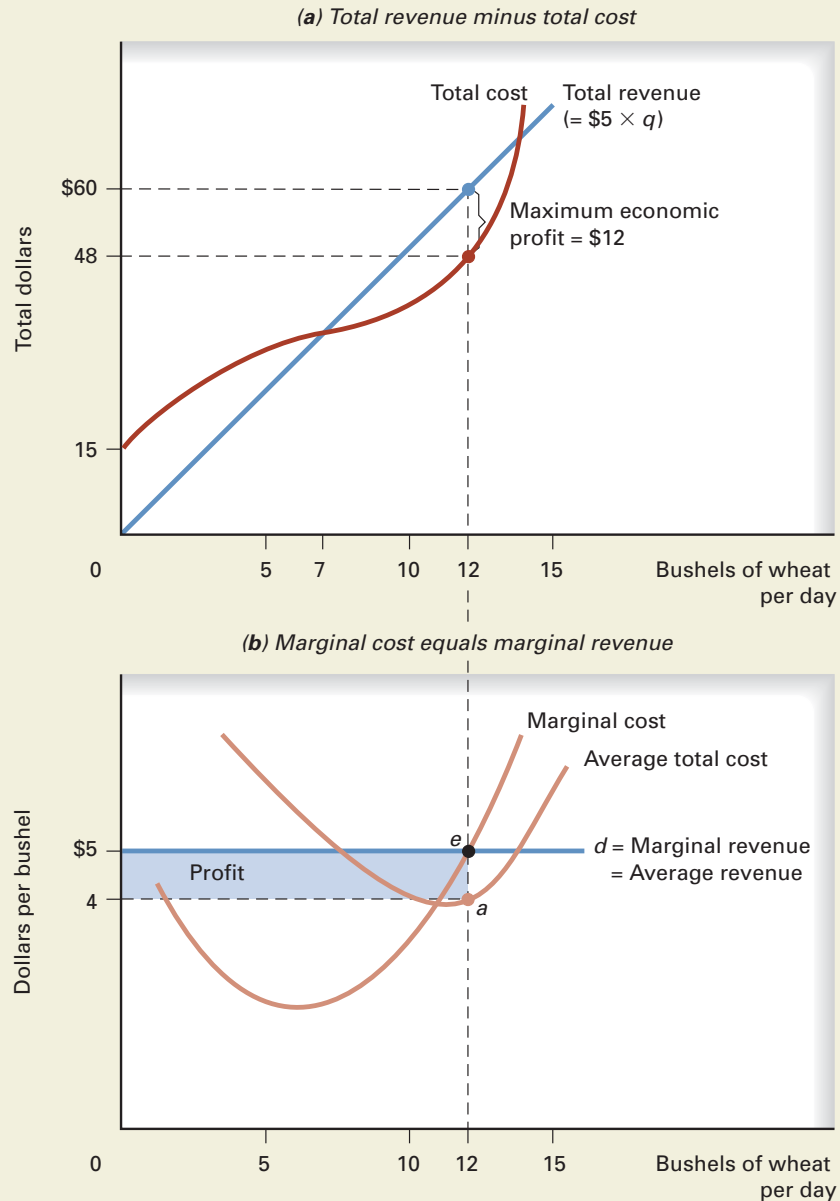 (a) Total revenue minus total cost
Total cost
Total revenue
(= $5 × q)
$60
Maximum economic
profit = $12
48
Total dollars
15
0
5
7
10
12
15
Bushels of wheat
per day
(b) Marginal cost equals marginal revenue
Marginal cost
Average total cost
e
$5
d = Marginal revenue
= Average revenue
Profit
4
a
Dollars per bushel
0
5
10
12
15
Bushels of wheat
per day